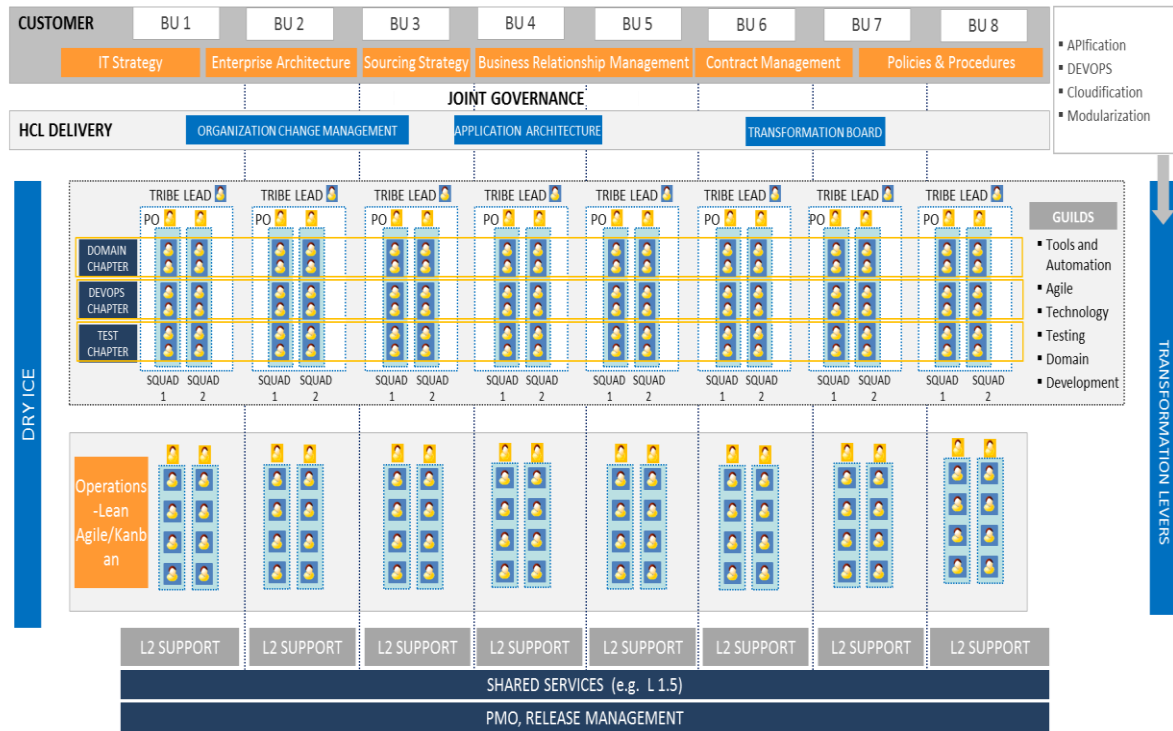 CUSTOMER
BU 1
BU 2
BU 3
BU 4
BU 5
BU 6
BU 7
BU 8
IT Strategy
Enterprise Architecture
Sourcing Strategy
Business Relationship Management
Contract Management
Policies & Procedures
▪ APIfication
▪ DEVOPS
▪ Cloudification
▪ Modularization
JOINT GOVERNANCE
HCL DELIVERY
ORGANIZATION CHANGE MANAGEMENT
APPLICATION ARCHITECTURE
TRANSFORMATION BOARD
DRY ICE
TRIBE LEAD
TRIBE LEAD
TRIBE LEAD
TRIBE LEAD
TRIBE LEAD
TRIBE LEAD
TRIBE LEAD
TRIBE LEAD
PO
PO
PO
PO
PO
PO
PO
PO
DOMAIN
CHAPTER
DEVOPS
CHAPTER
TEST
CHAPTER
SQUAD
1
SQUAD
2
SQUAD
1
SQUAD
2
SQUAD
1
SQUAD
2
SQUAD
1
SQUAD
2
SQUAD
1
SQUAD
2
SQUAD
1
SQUAD
2
SQUAD
1
SQUAD
2
SQUAD
1
SQUAD
2
GUILDS
▪ Tools and
Automation
▪ Agile
▪ Technology
▪ Testing
▪ Domain
▪ Development
TRANSFORMATION LEVERS
Operations
-Lean
Agile/Kanb
an
L2 SUPPORT
L2 SUPPORT
L2 SUPPORT
L2 SUPPORT
L2 SUPPORT
L2 SUPPORT
L2 SUPPORT
L2 SUPPORT
SHARED SERVICES (e.g. L 1.5)
PMO, RELEASE MANAGEMENT